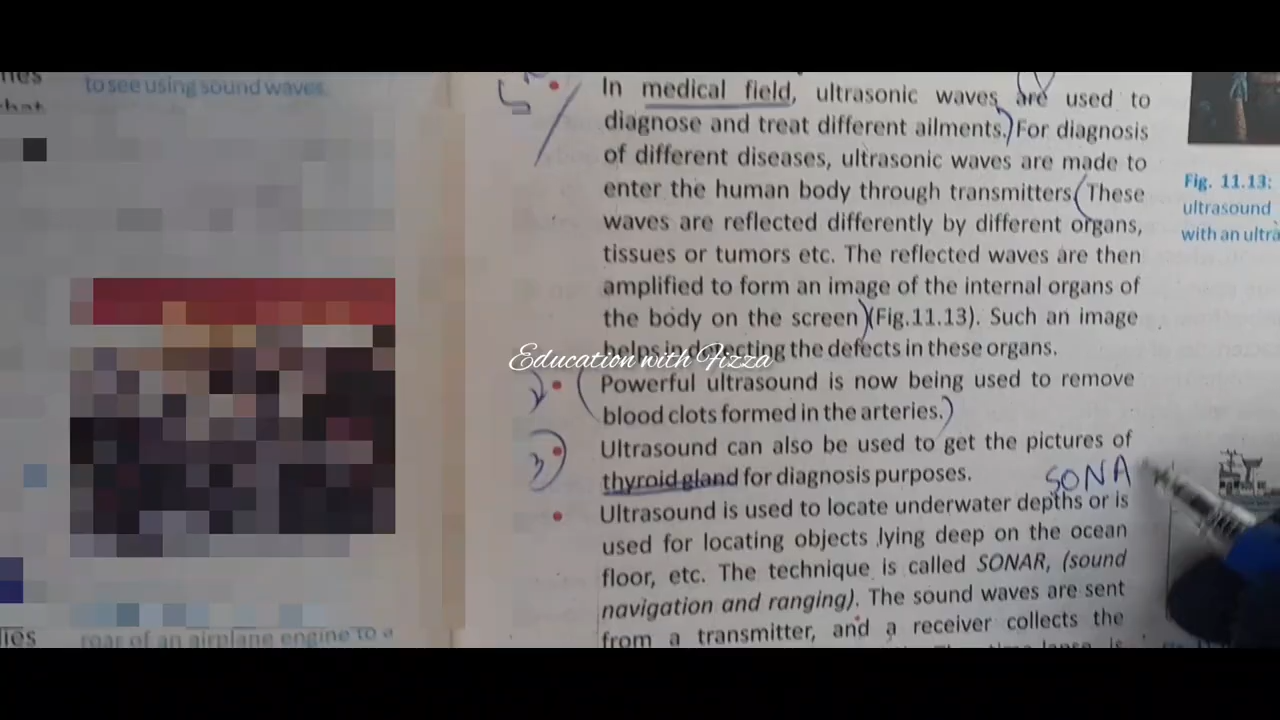 to see using sound waves.
In medical field, ultrasonic waves are used to
diagnose and treat different ailments. For diagnosis
of different diseases, ultrasonic waves are made to
enter the human body through transmitters. These
waves are reflected differently by different organs,
tissues or tumors etc. The reflected waves are then
amplified to form an image of the internal organs of
the body on the screen (Fig.11.13). Such an image
helps in detecting the defects in these organs.
Education with Fizza
2
• Powerful ultrasound is now being used to remove
blood clots formed in the arteries.
3
• Ultrasound can also be used to get the pictures of
thyroid gland for diagnosis purposes.
SONA
• Ultrasound is used to locate underwater depths or is
used for locating objects lying deep on the ocean
floor, etc. The technique is called SONAR, (sound
navigation and ranging). The sound waves are sent
from a transmitter, and a receiver collects the
Fig. 11.13:
ultrasound
with an ultra
roar of an airplane engine to a